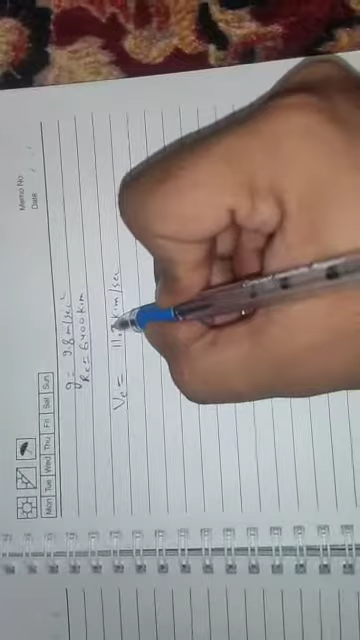 Memo No.
Date
Mon Tue Wed Thu Fri Sat Sun
g = 9.8 m/sec²
Re = 6400 km
Ve = 11.2 km/sec